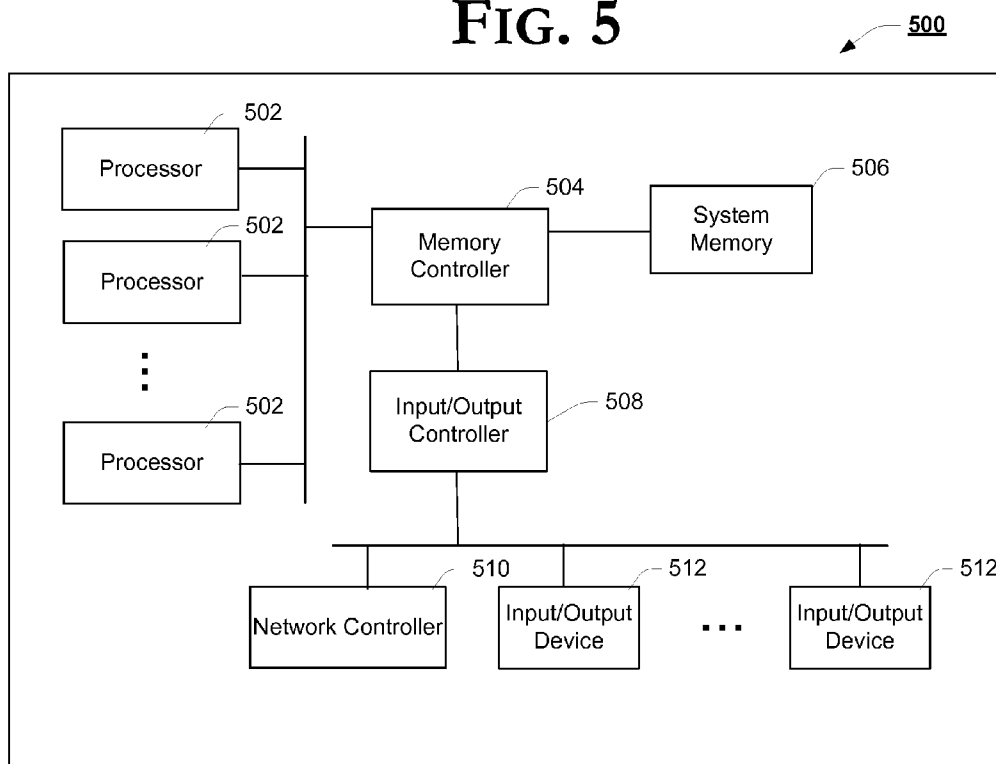 FIG. 5
500
502
Processor
502
Processor
502
Processor
504
Memory
Controller
506
System
Memory
508
Input/Output
Controller
510
Network Controller
512
Input/Output
Device
512
Input/Output
Device